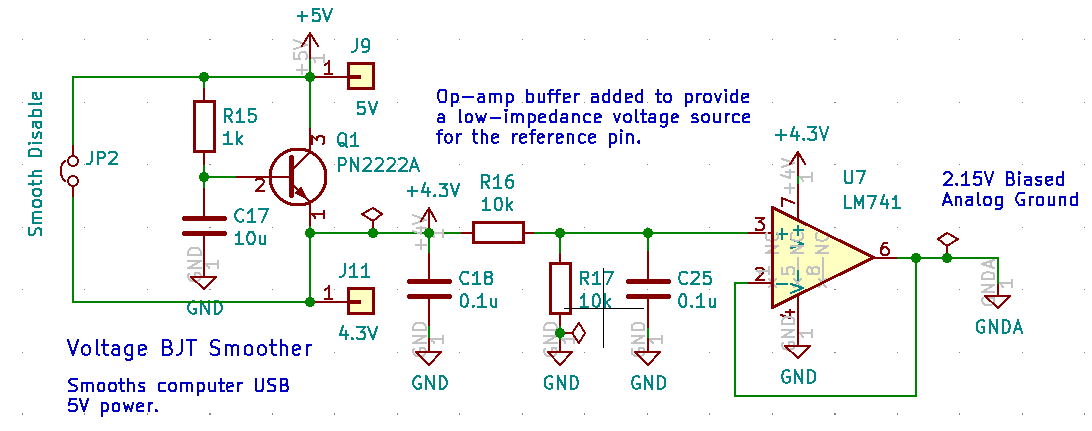 +5V
+5V
1
J9
1
5V
Smooth Disable
JP2
R15
1k
3
Q1
PN2222A
2
1
C17
10u
GND
1
GND
J11
1
4.3V
Voltage BJT Smoother
Smooths computer USB
5V power.
Op-amp buffer added to provide
a low-impedance voltage source
for the reference pin.
+4.3V
+4V
1
R16
10k
C18
0.1u
GND
1
GND
R17
10k
GND
1
GND
C25
0.1u
GND
1
GND
+4.3V
+4V
1
U7
LM741
7
3
+
V+
2
-
V-
NC
NC
6
4
GND
1
GND
2.15V Biased
Analog Ground
GNDA
1
GNDA